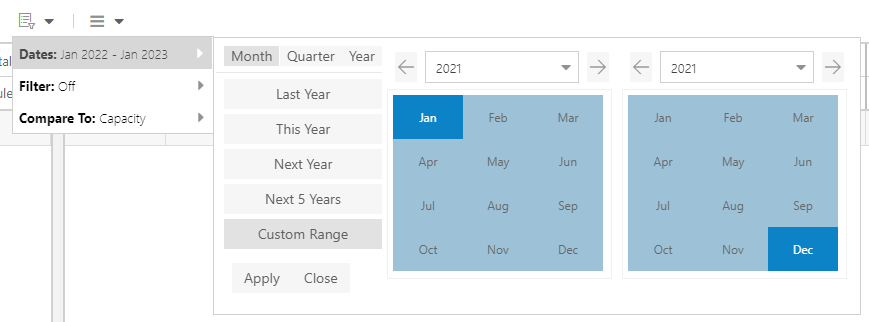 Dates: Jan 2022 - Jan 2023
Filter: Off
Compare To: Capacity
Month Quarter Year
Last Year
This Year
Next Year
Next 5 Years
Custom Range
Apply Close
2021
Jan Feb Mar
Apr May Jun
Jul Aug Sep
Oct Nov Dec
2021
Jan Feb Mar
Apr May Jun
Jul Aug Sep
Oct Nov Dec